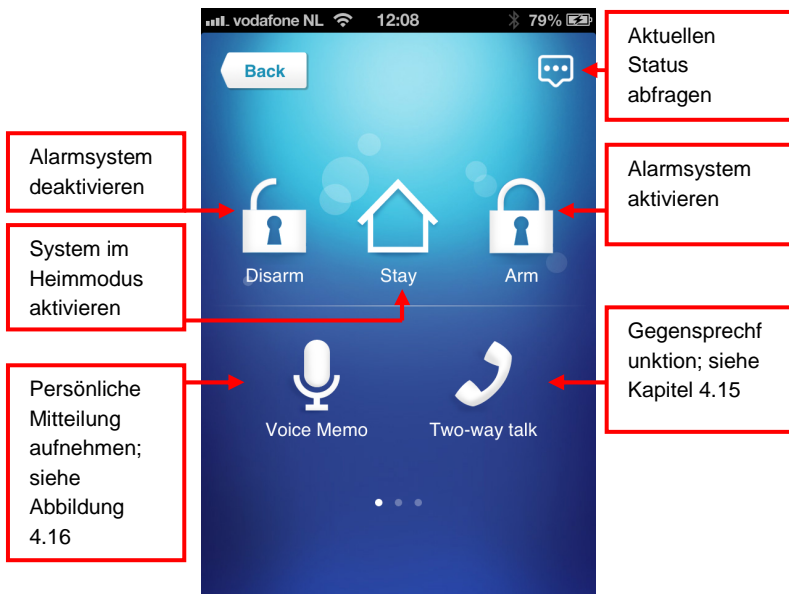 vodafone NL 12:08 79%
Back
Aktuellen
Status
abfragen
Alarmsystem
deaktivieren
Alarmsystem
aktivieren
System im
Heimmodus
aktivieren
Disarm Stay Arm
Gegensprechf
unktion; siehe
Kapitel 4.15
Persönliche
Mitteilung
aufnehmen;
siehe
Abbildung
4.16
Voice Memo Two-way talk